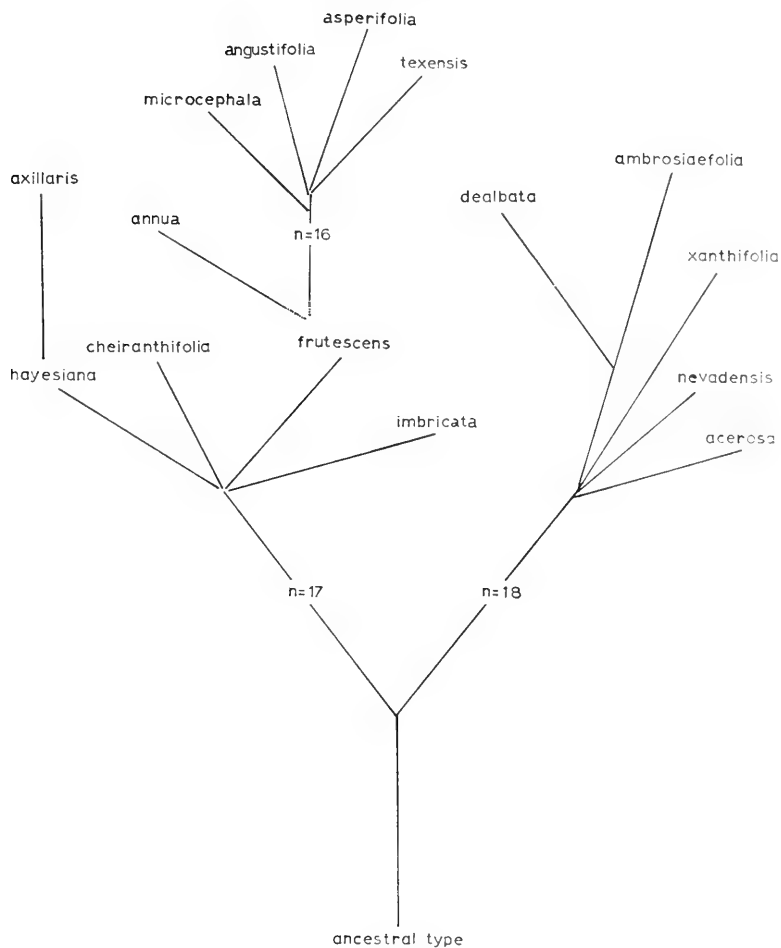 asperifolia
angustifolia
texensis
microcephala
ambrosiaefolia
axillaris
dealbata
annua
n=16
xanthifolia
frutescens
cheiranthifolia
hayesiana
nevadensis
imbricata
acerosa
n=17
n=18
ancestral type